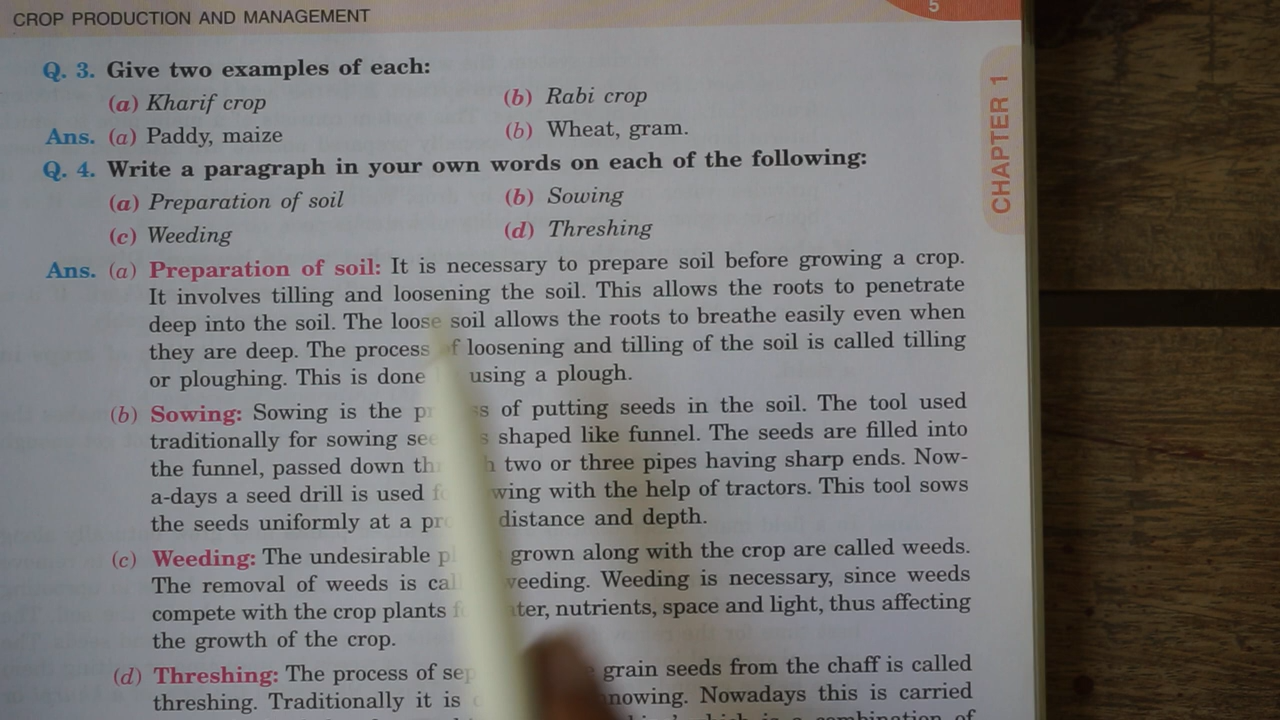 CROP PRODUCTION AND MANAGEMENT
5
CHAPTER 1
Q. 3. Give two examples of each:
(a) Kharif crop (b) Rabi crop
Ans. (a) Paddy, maize (b) Wheat, gram.
Q. 4. Write a paragraph in your own words on each of the following:
(a) Preparation of soil (b) Sowing
(c) Weeding (d) Threshing
Ans. (a) Preparation of soil: It is necessary to prepare soil before growing a crop.
It involves tilling and loosening the soil. This allows the roots to penetrate
deep into the soil. The loose soil allows the roots to breathe easily even when
they are deep. The process of loosening and tilling of the soil is called tilling
or ploughing. This is done using a plough.
(b) Sowing: Sowing is the of putting seeds in the soil. The tool used
traditionally for sowing shaped like funnel. The seeds are filled into
the funnel, passed down two or three pipes having sharp ends. Now-
a-days a seed drill is used with the help of tractors. This tool sows
the seeds uniformly at a distance and depth.
(c) Weeding: The undesirable grown along with the crop are called weeds.
The removal of weeds is weeding. Weeding is necessary, since weeds
compete with the crop plants nutrients, space and light, thus affecting
the growth of the crop.
(d) Threshing: The process of grain seeds from the chaff is called
threshing. Traditionally it is Nowadays this is carried
which is a combination of